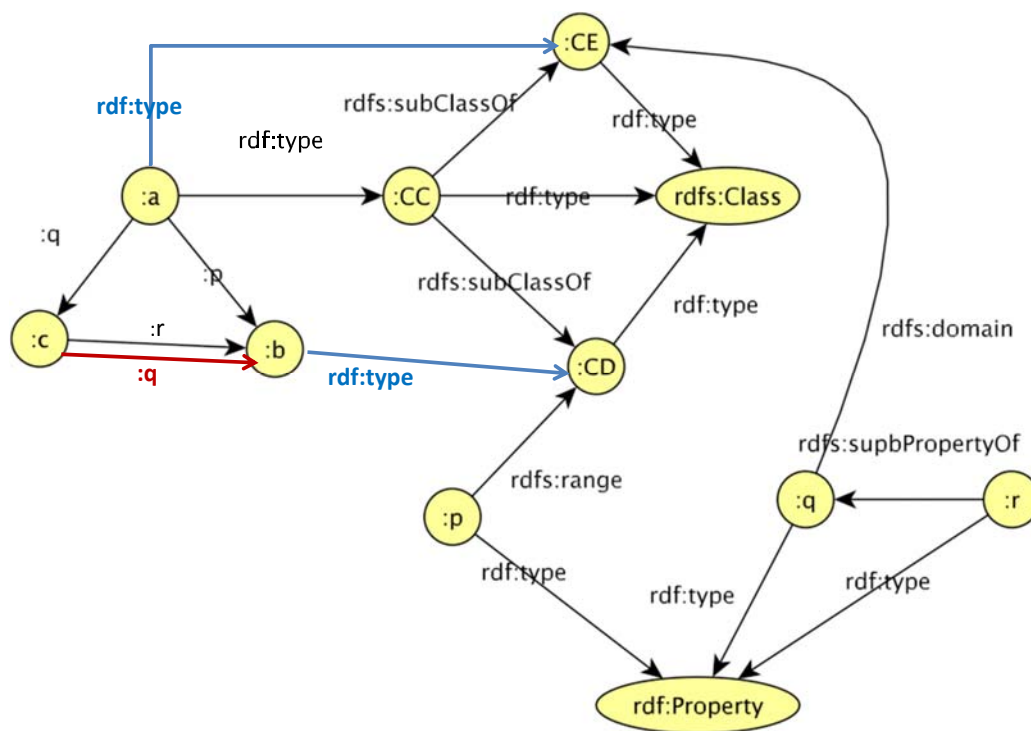 :CE
rdfs:subClassOf
rdf:type
rdf:type
rdf:type
:a
:CC
rdf:type
rdfs:Class
:q
:p
rdfs:subClassOf
rdf:type
:c
:r
:b
:q
rdf:type
:CD
rdfs:domain
rdfs:supbPropertyOf
rdfs:range
:p
:q
:r
rdf:type
rdf:type
rdf:type
rdf:Property